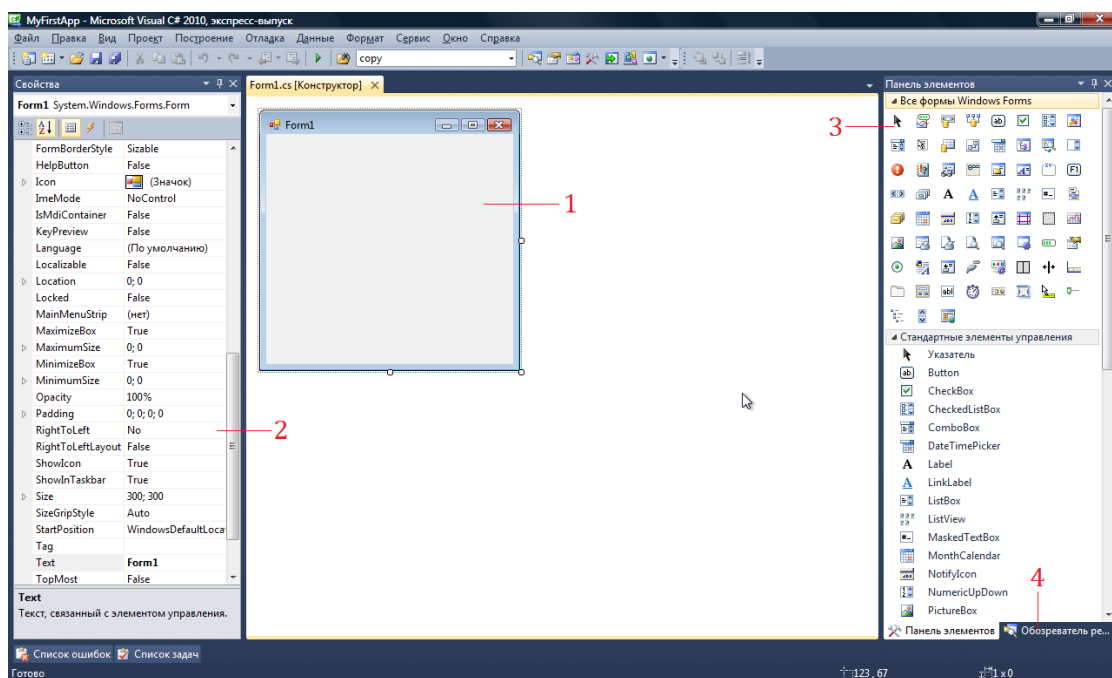 MyFirstApp - Microsoft Visual C# 2010, экспресс-выпуск
Файл Правка Вид Проект Построение Отладка Данные Формат Сервис Окно Справка
copy
Свойства
Form1 System.Windows.Forms.Form
FormBorderStyle Sizable
HelpButton False
Icon (Значок)
ImeMode NoControl
IsMdiContainer False
KeyPreview False
Language (По умолчанию)
Localizable False
Location 0; 0
Locked False
MainMenuStrip (нет)
MaximizeBox True
MaximumSize 0; 0
MinimizeBox True
MinimumSize 0; 0
Opacity 100%
Padding 0; 0; 0; 0
RightToLeft No
RightToLeftLayout False
ShowIcon True
ShowInTaskbar True
Size 300; 300
SizeGripStyle Auto
StartPosition WindowsDefaultLoca
Tag
Text Form1
TopMost False
Text
Текст, связанный с элементом управления.
2
Form1.cs [Конструктор]
Form1
1
Панель элементов
Все формы Windows Forms
3
Стандартные элементы управления
Указатель
Button
CheckBox
CheckedListBox
ComboBox
DateTimePicker
Label
LinkLabel
ListBox
ListView
MaskedTextBox
MonthCalendar
NotifyIcon
NumericUpDown
PictureBox
4
Панель элементов Обозреватель ре...
Список ошибок Список задач
Готово 123, 67 1 x 0